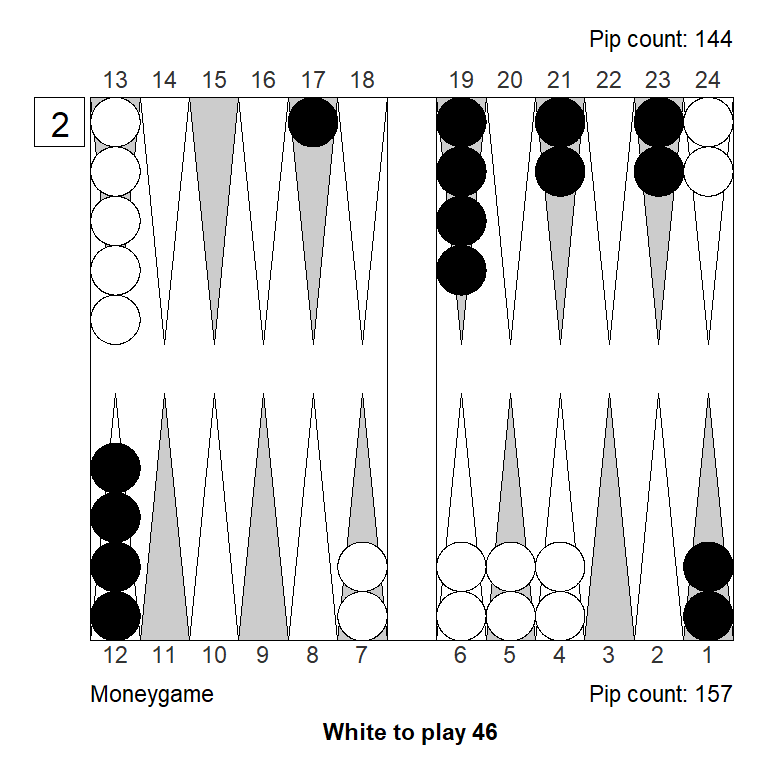 Pip count: 144
13 14 15 16 17 18 19 20 21 22 23 24
2
12 11 10 9 8 7 6 5 4 3 2 1
Moneygame Pip count: 157
White to play 46